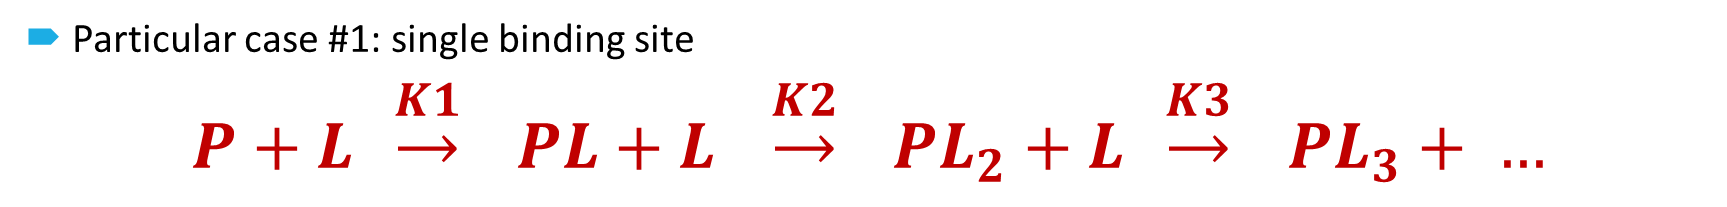 Particular case #1: single binding site
K1 K2 K3
P + L → PL + L → PL₂ + L → PL₃ + ...